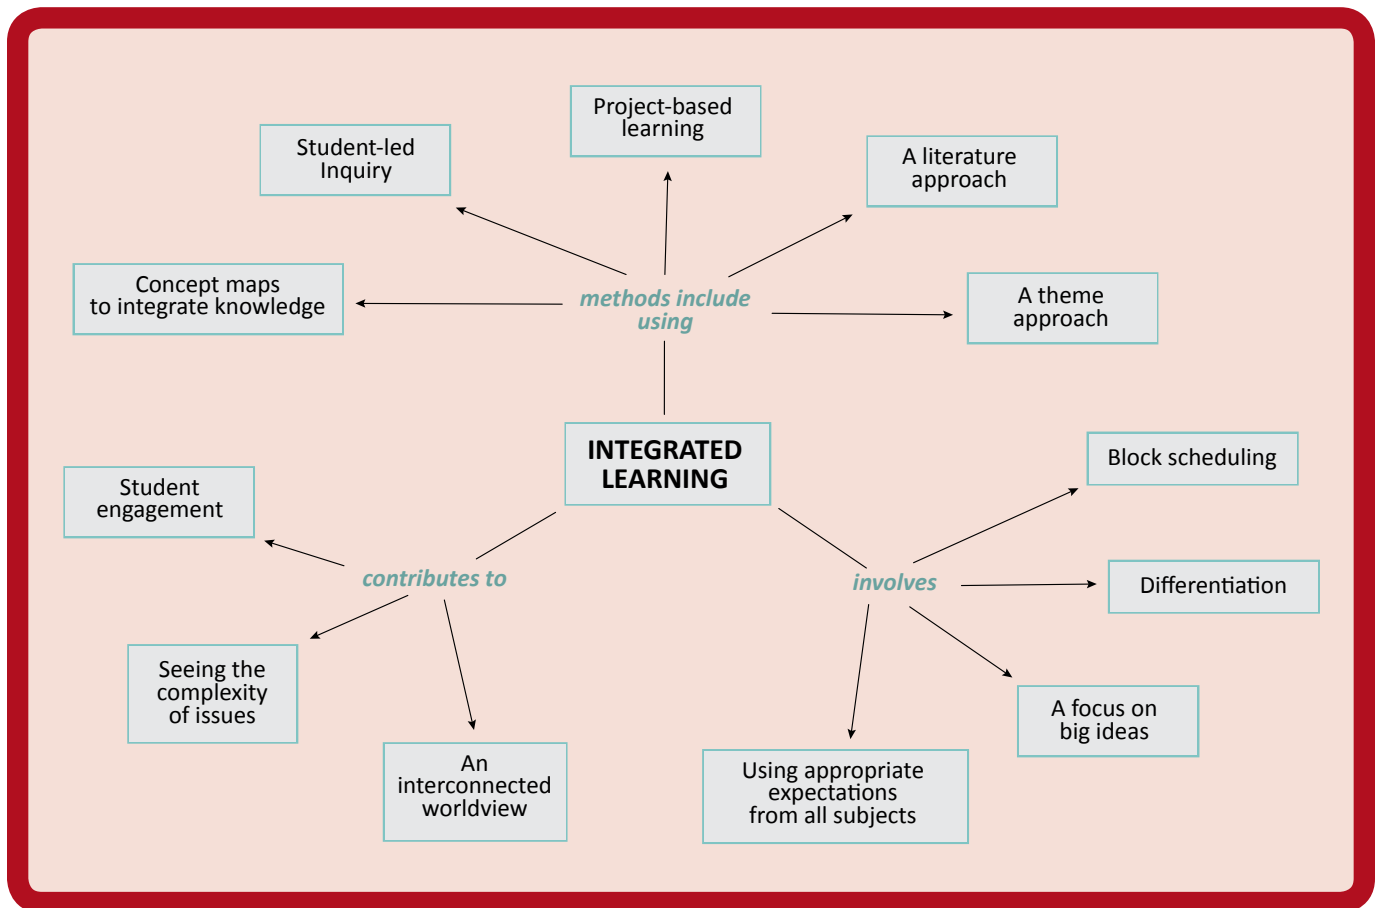 Project-based
learning
Student-led
Inquiry
A literature
approach
Concept maps
to integrate knowledge
methods include
using
A theme
approach
INTEGRATED
LEARNING
Student
engagement
contributes to
Seeing the
complexity
of issues
An
interconnected
worldview
Block scheduling
involves
Differentiation
A focus on
big ideas
Using appropriate
expectations
from all subjects